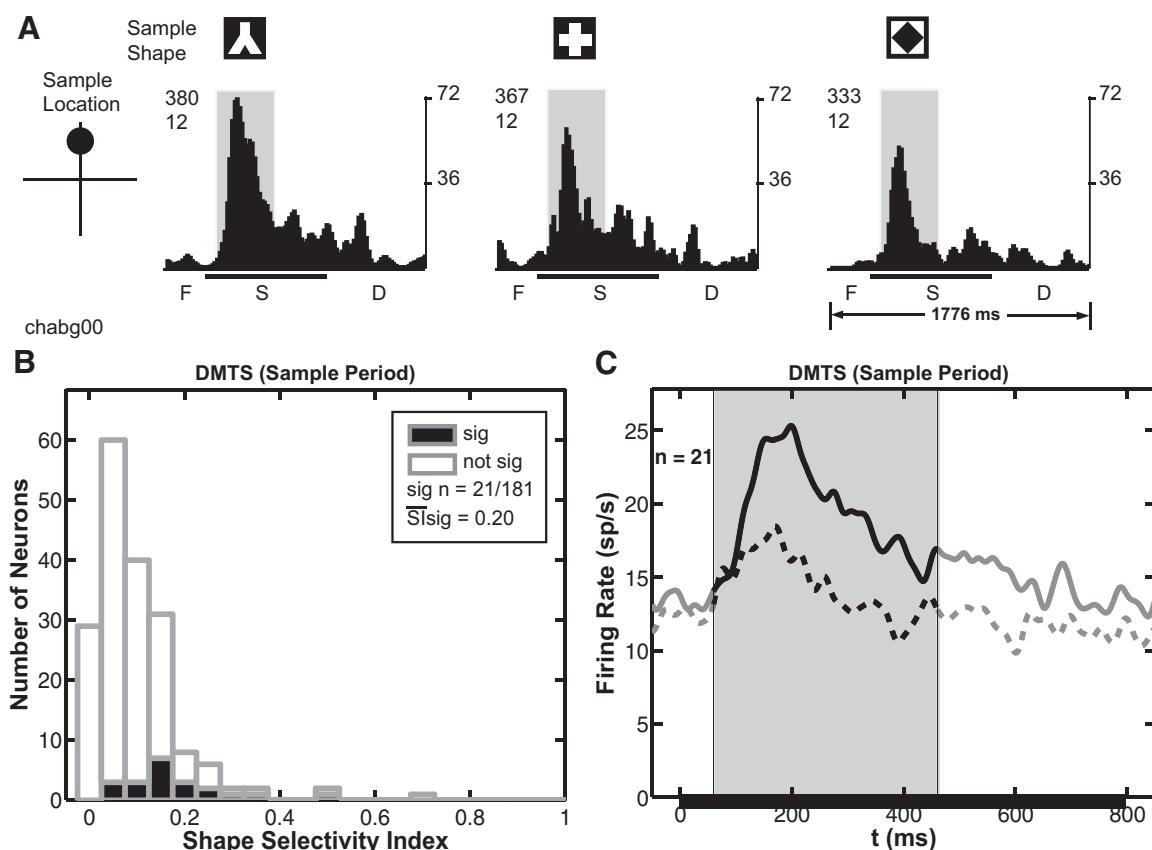 A
Sample
Shape
Sample
Location
380
12
72
36
367
12
72
36
333
12
72
36
F S D
F S D
F S D
1776 ms
chabg00
B
DMTS (Sample Period)
Number of Neurons
60
50
40
30
20
10
0
sig
not sig
sig n = 21/181
SIsig = 0.20
0 0.2 0.4 0.6 0.8 1
Shape Selectivity Index
C
DMTS (Sample Period)
Firing Rate (sp/s)
25
20
15
10
5
0
n = 21
0 200 400 600 800
t (ms)